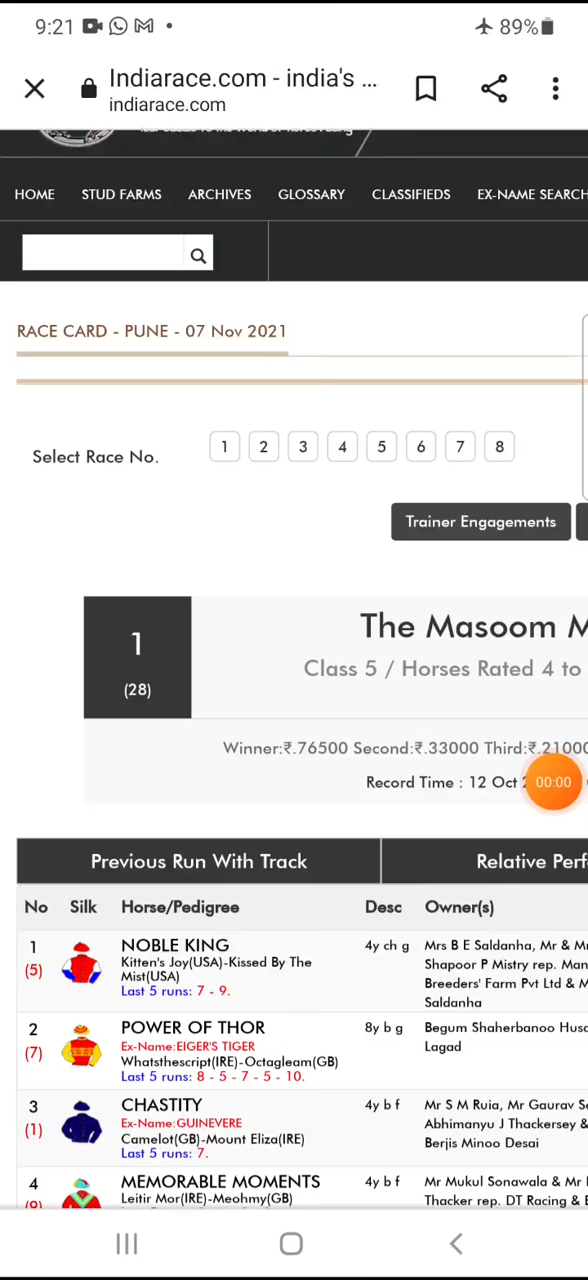 9:21 89%
Indiarace.com - india's ...
indiarace.com
HOME STUD FARMS ARCHIVES GLOSSARY CLASSIFIEDS EX-NAME SEARCH
RACE CARD - PUNE - 07 Nov 2021
Select Race No. 1 2 3 4 5 6 7 8
Trainer Engagements
1 The Masoom M
(28) Class 5 / Horses Rated 4 to
Winner:₹.76500 Second:₹.33000 Third:₹.21000
Record Time : 12 Oct 00:00
Previous Run With Track Relative Perf
No Silk Horse/Pedigree Desc Owner(s)
1 NOBLE KING 4y ch g Mrs B E Saldanha, Mr & Mr
(5) Kitten's Joy(USA)-Kissed By The Shapoor P Mistry rep. Man
Mist(USA) Breeders' Farm Pvt Ltd & M
Last 5 runs: 7 - 9. Saldanha
2 POWER OF THOR 8y b g Begum Shaherbanoo Husa
(7) Ex-Name:EIGER'S TIGER Lagad
Whatsthescript(IRE)-Octagleam(GB)
Last 5 runs: 8 - 5 - 7 - 5 - 10.
3 CHASTITY 4y b f Mr S M Ruia, Mr Gaurav Se
(1) Ex-Name:GUINEVERE Abhimanyu J Thackersey &
Camelot(GB)-Mount Eliza(IRE) Berjis Minoo Desai
Last 5 runs: 7.
4 MEMORABLE MOMENTS 4y b f Mr Mukul Sonawala & Mr
Leitir Mor(IRE)-Meohmy(GB) Thacker rep. DT Racing &